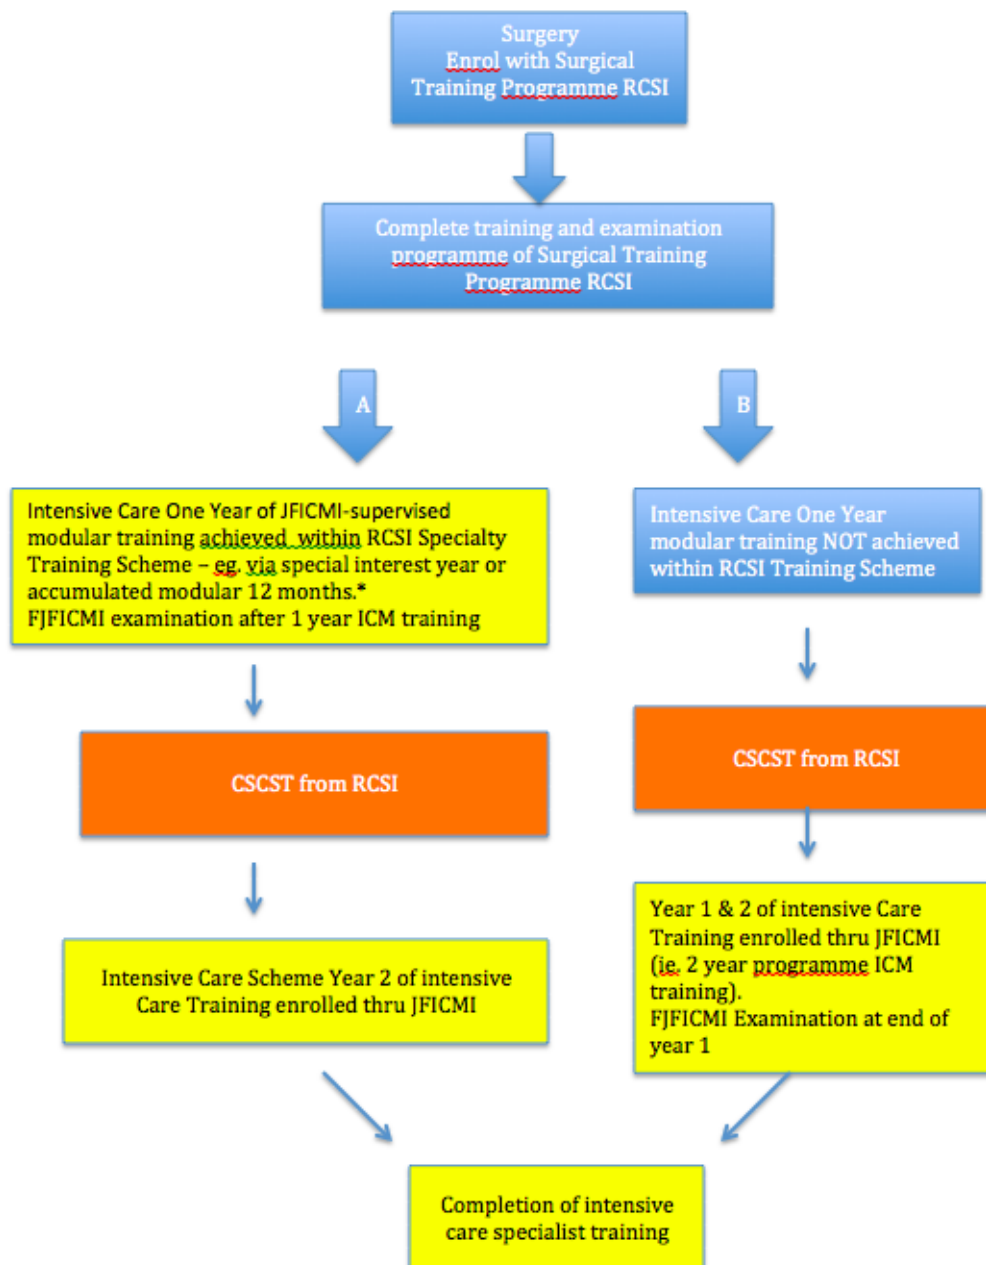 Surgery
Enrol with Surgical
Training Programme RCSI
Complete training and examination
programme of Surgical Training
Programme RCSI
A
B
Intensive Care One Year of JFICMI-supervised
modular training achieved  within RCSI Specialty
Training Scheme – eg. via special interest year or
accumulated modular 12 months.*
FJFICMI examination after 1 year ICM training
Intensive Care One Year
modular training NOT achieved
within RCSI Training Scheme
CSCST from RCSI
CSCST from RCSI
Intensive Care Scheme Year 2 of intensive
Care Training enrolled thru JFICMI
Year 1 & 2 of intensive Care
Training enrolled thru JFICMI
(ie. 2 year programme ICM
training).
FJFICMI Examination at end of
year 1
Completion of intensive
care specialist training